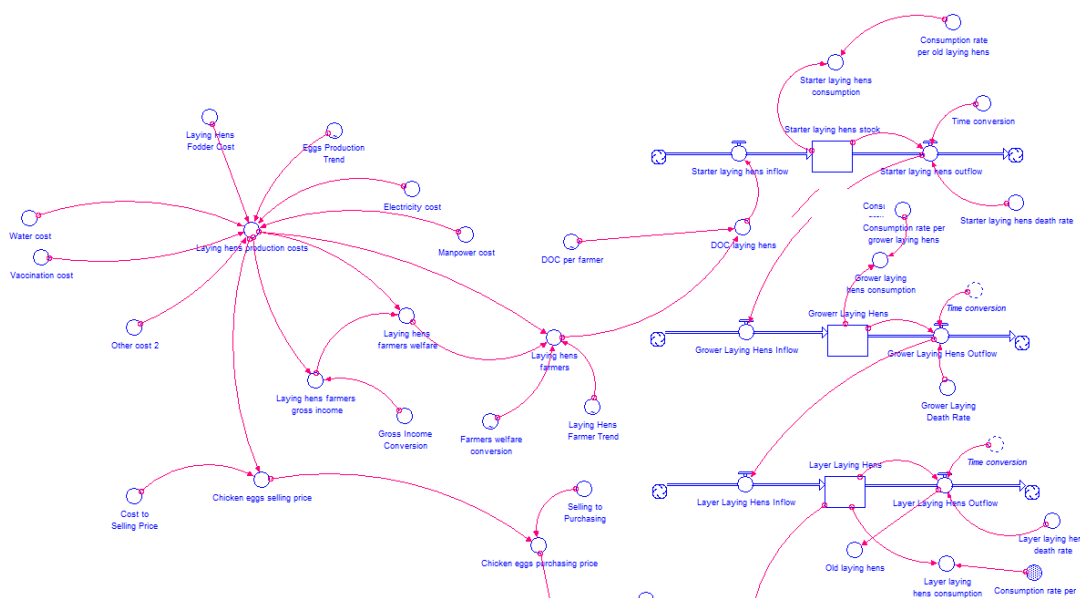 Consumption rate
per old laying hens
Starter laying hens
consumption
Time conversion
Laying Hens
Fodder Cost
Eggs Production
Trend
Starter laying hens stock
Starter laying hens inflow
Starter laying hens outflow
Electricity cost
Starter laying hens death rate
Water cost
Laying hens production costs
Manpower cost
Vaccination cost
DOC per farmer
DOC laying hens
Consumption rate per
grower laying hens
Grower laying
hens consumption
Time conversion
Grower Laying Hens
Other cost 2
Laying hens
farmers welfare
Laying hens
farmers
Grower Laying Hens Inflow
Grower Laying Hens Outflow
Laying hens farmers
gross income
Gross Income
Conversion
Farmers welfare
conversion
Laying Hens
Farmer Trend
Grower Laying
Death Rate
Time conversion
Layer Laying Hens
Layer Laying Hens Inflow
Layer Laying Hens Outflow
Cost to
Selling Price
Chicken eggs selling price
Selling to
Purchasing
Chicken eggs purchasing price
Old laying hens
Layer laying
hens consumption
Layer laying he
death rate
Consumption rate per